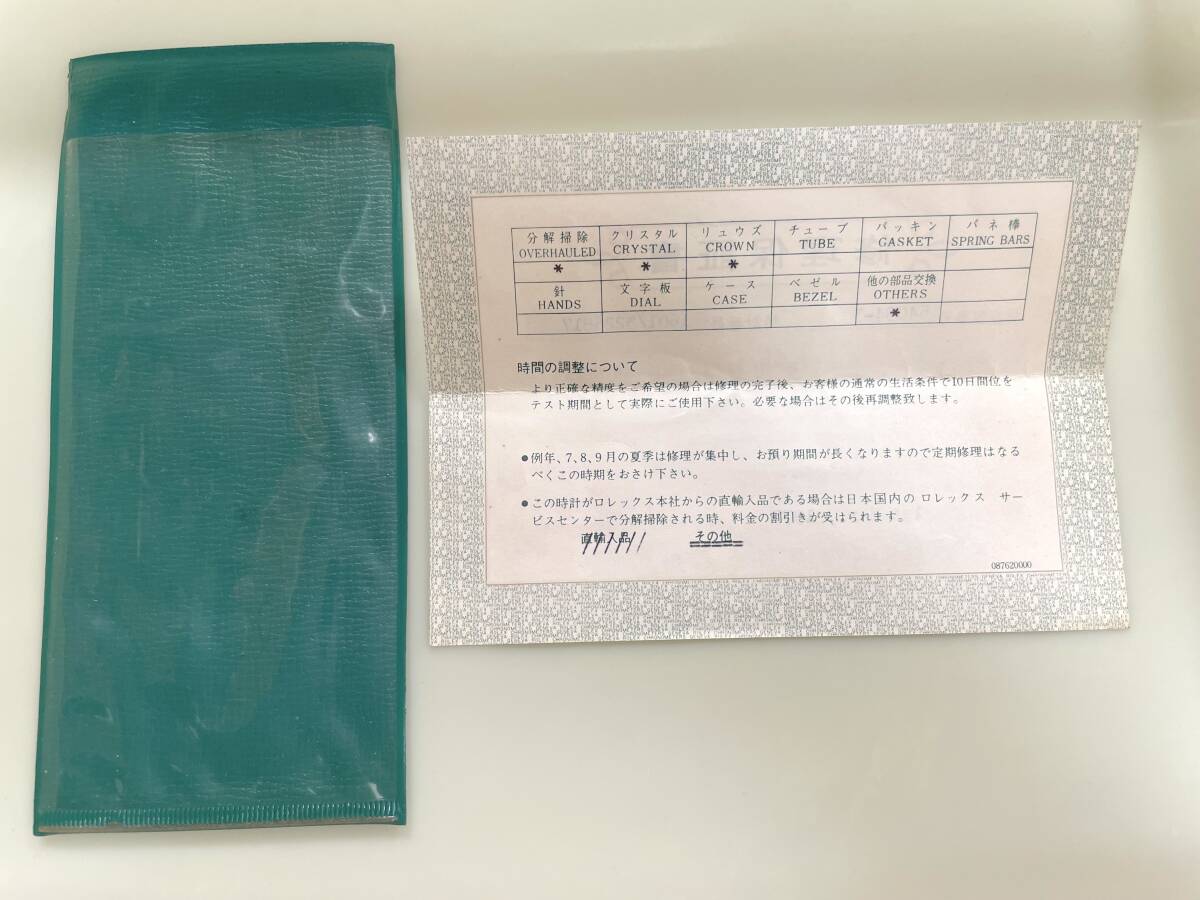 分解掃除 クリスタル リュウズ チューブ パッキン バネ棒
OVERHAULED CRYSTAL CROWN TUBE GASKET SPRING BARS
* * *
針 文字板 ケース ベゼル 他の部品交換
HANDS DIAL CASE BEZEL OTHERS
*
時間の調整について
より正確な精度をご希望の場合は修理の完了後、お客様の通常の生活条件で10日間位を
テスト期間として実際にご使用下さい。必要な場合はその後再調整致します。
●例年、7、8、9月の夏季は修理が集中し、お預り期間が長くなりますので定期修理はなる
べくこの時期をおさけ下さい。
●この時計がロレックス本社からの直輸入品である場合は日本国内の ロレックス サー
ビスセンターで分解掃除される時、料金の割引きが受けられます。
直輸入品 その他
087620000